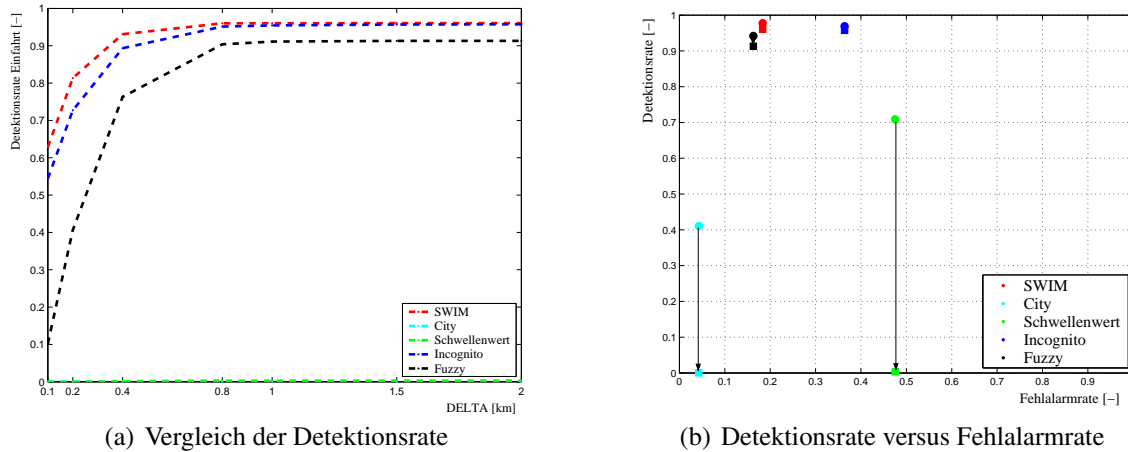 Detektionsrate Einfahrt [–]
1
0.9
0.8
0.7
0.6
0.5
0.4
0.3
0.2
0.1
0
0.1 0.2 0.4 0.8 1 1.5 2
DELTA [km]
SWIM
City
Schwellenwert
Incognito
Fuzzy
(a) Vergleich der Detektionsrate
Detektionsrate [–]
1
0.9
0.8
0.7
0.6
0.5
0.4
0.3
0.2
0.1
0
0 0.1 0.2 0.3 0.4 0.5 0.6 0.7 0.8 0.9
Fehlalarmrate [–]
SWIM
City
Schwellenwert
Incognito
Fuzzy
(b) Detektionsrate versus Fehlalarmrate